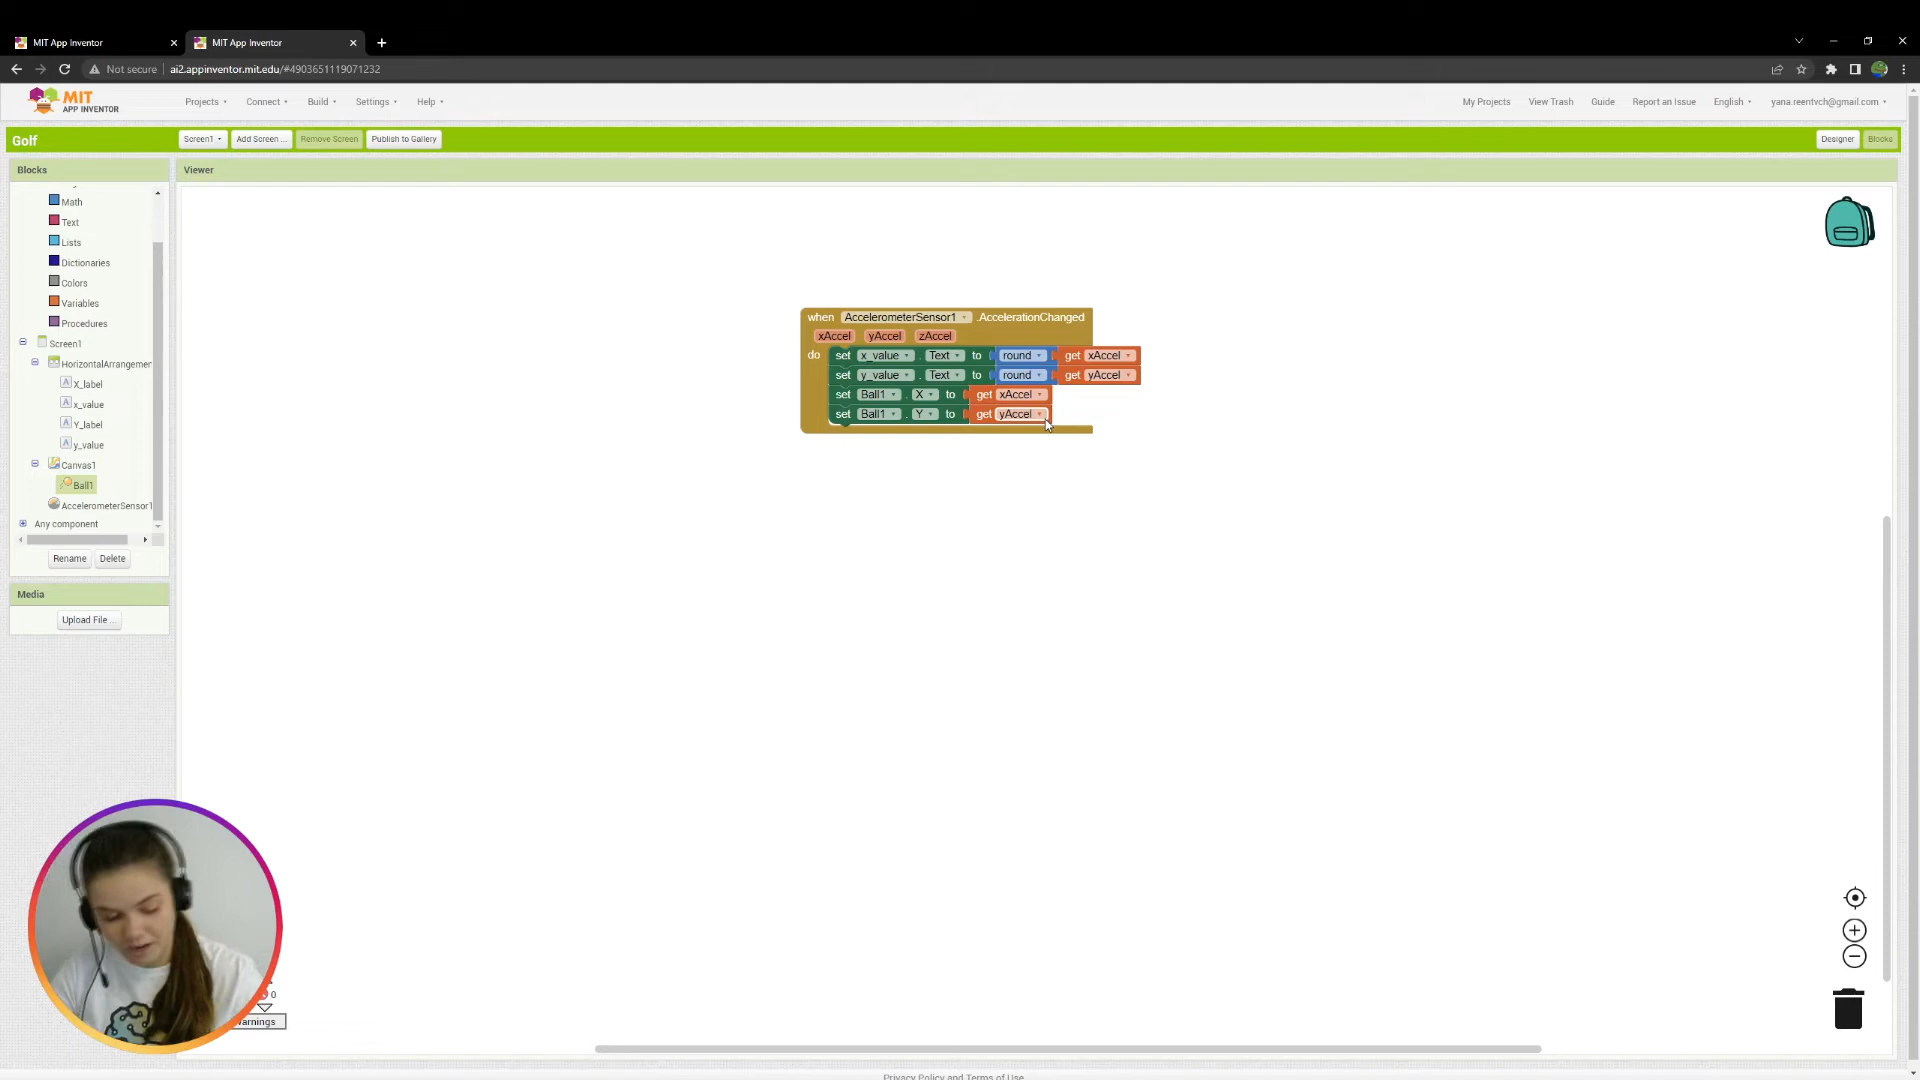 MIT App Inventor
MIT App Inventor
Not secure
ai2.appinventor.mit.edu/#4903651119071232
MIT
APP INVENTOR
Projects
Connect
Build
Settings
Help
My Projects
View Trash
Guide
Report an Issue
English
yana.reentvch@gmail.com
Golf
Screen1
Add Screen ...
Remove Screen
Publish to Gallery
Designer
Blocks
Blocks
Viewer
Math
Text
Lists
Dictionaries
Colors
Variables
Procedures
Screen1
HorizontalArrangemer
X_label
x_value
Y_label
y_value
Canvas1
Ball1
AccelerometerSensor1
Any component
Rename
Delete
Media
Upload File ...
when AccelerometerSensor1 .AccelerationChanged
xAccel yAccel zAccel
do set x_value . Text to round get xAccel
set y_value . Text to round get yAccel
set Ball1 . X to get xAccel
set Ball1 . Y to get yAccel
0
arnings
Privacy Policy and Terms of Use